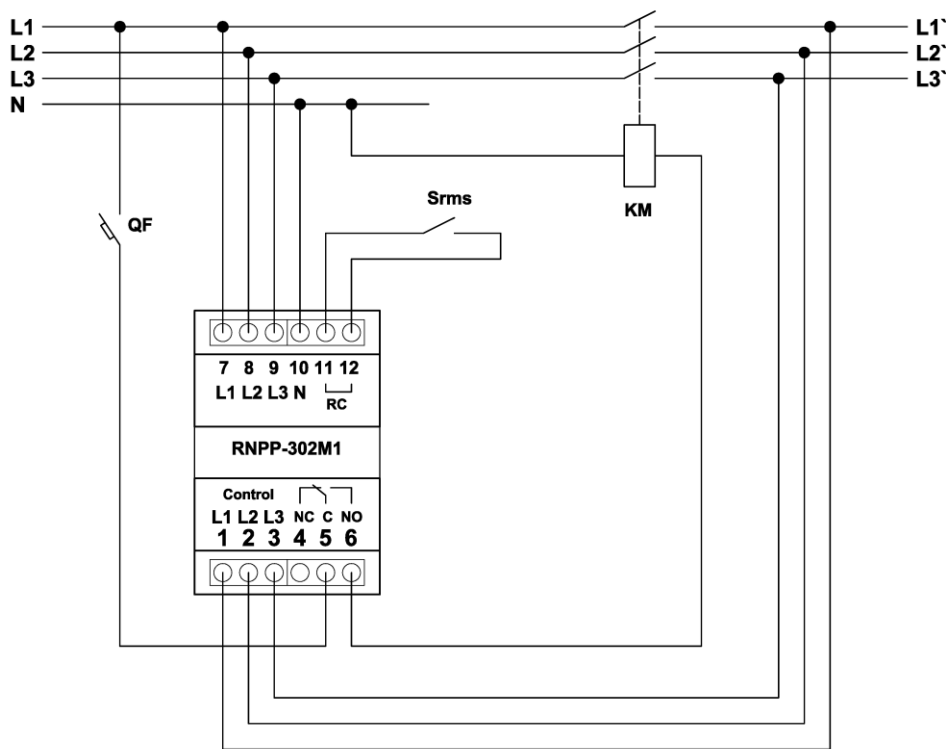 L1 L1`
L2 L2`
L3 L3`
N
Srms
QF
KM
7 8 9 10 11 12
L1 L2 L3 N
RC
RNPP-302M1
Control
L1 L2 L3 NC C NO
1 2 3 4 5 6